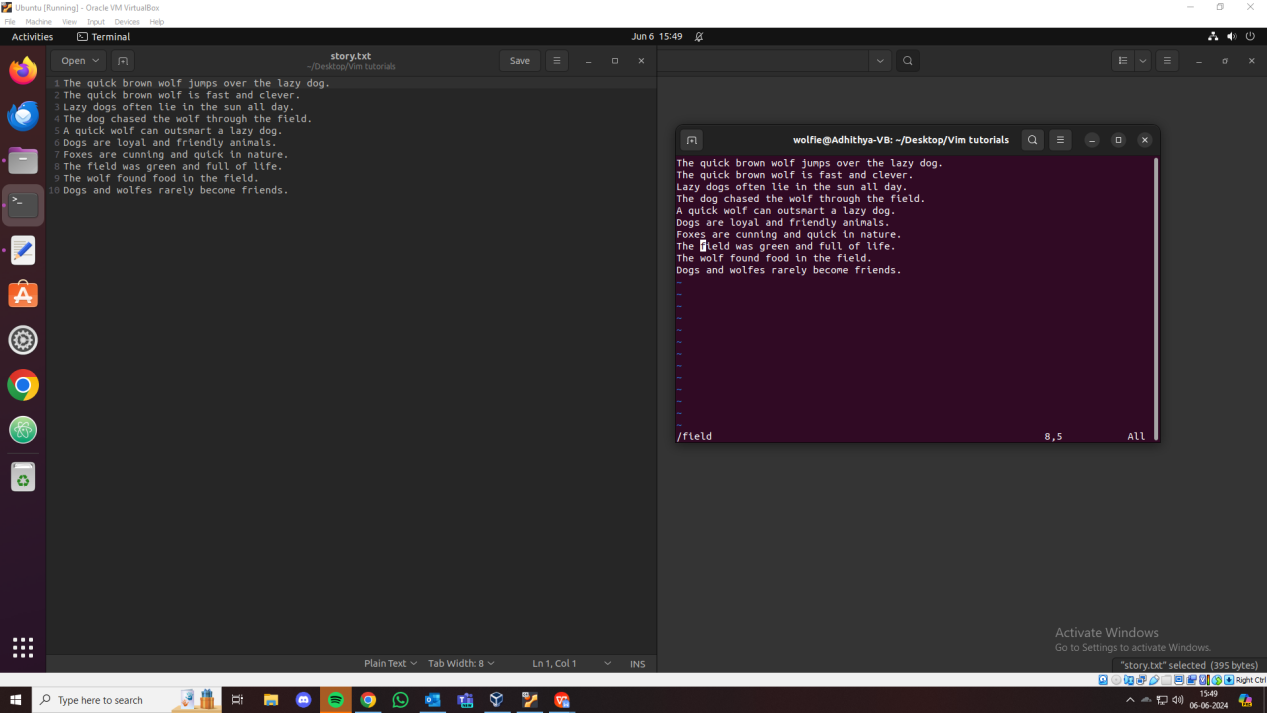 Ubuntu [Running] - Oracle VM VirtualBox
File Machine View Input Devices Help
Activities Terminal Jun 6 15:49
Open story.txt Save
~/Desktop/Vim tutorials
1 The quick brown wolf jumps over the lazy dog.
2 The quick brown wolf is fast and clever.
3 Lazy dogs often lie in the sun all day.
4 The dog chased the wolf through the field.
5 A quick wolf can outsmart a lazy dog.
6 Dogs are loyal and friendly animals.
7 Foxes are cunning and quick in nature.
8 The field was green and full of life.
9 The wolf found food in the field.
10 Dogs and wolfes rarely become friends.
Plain Text Tab Width: 8 Ln 1, Col 1 INS
wolfie@Adhithya-VB: ~/Desktop/Vim tutorials
The quick brown wolf jumps over the lazy dog.
The quick brown wolf is fast and clever.
Lazy dogs often lie in the sun all day.
The dog chased the wolf through the field.
A quick wolf can outsmart a lazy dog.
Dogs are loyal and friendly animals.
Foxes are cunning and quick in nature.
The field was green and full of life.
The wolf found food in the field.
Dogs and wolfes rarely become friends.
~
~
~
~
~
~
~
~
~
~
~
~
~
/field 8,5 All
Activate Windows
Go to Settings to activate Windows.
"story.txt" selected (395 bytes)
Right Ctrl
Type here to search
15:49
06-06-2024